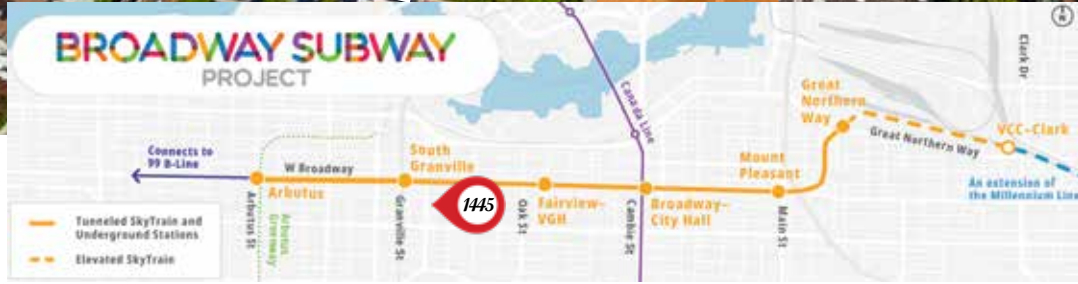 BROADWAY SUBWAY
PROJECT
N
Clark Dr
Great
Northern
Way
Great Northern Way
VCC–Clark
Canada Line
An extension of
the Millennium Line
Connects to
99 B-Line
W Broadway
South
Granville
Mount
Pleasant
Arbutus
1445
Fairview–
VGH
Broadway–
City Hall
Arbutus St
Arbutus
Greenway
Granville St
Oak St
Cambie St
Main St
Tunneled SkyTrain and
Underground Stations
Elevated SkyTrain